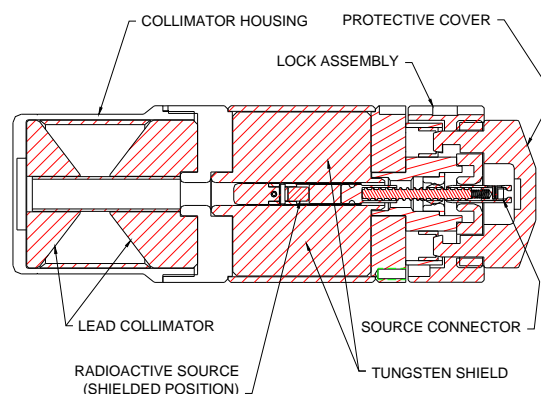 COLLIMATOR HOUSING
PROTECTIVE COVER
LOCK ASSEMBLY
LEAD COLLIMATOR
SOURCE CONNECTOR
RADIOACTIVE SOURCE
(SHIELDED POSITION)
TUNGSTEN SHIELD